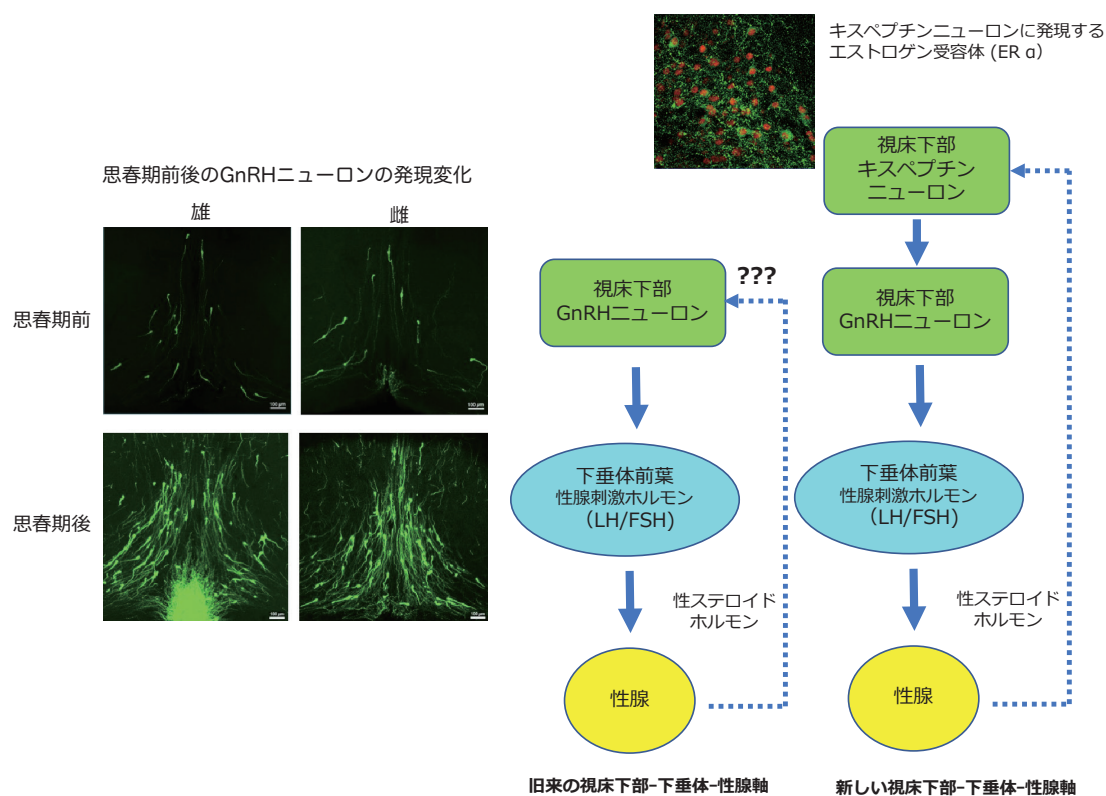 キスペプチンニューロンに発現する
エストロゲン受容体 (ER α)
思春期前後のGnRHニューロンの発現変化
雄
雌
思春期前
思春期後
100 μm
100 μm
100 μm
100 μm
???
視床下部
GnRHニューロン
下垂体前葉
性腺刺激ホルモン
(LH/FSH)
性ステロイド
ホルモン
性腺
旧来の視床下部-下垂体-性腺軸
視床下部
キスペプチン
ニューロン
視床下部
GnRHニューロン
下垂体前葉
性腺刺激ホルモン
(LH/FSH)
性ステロイド
ホルモン
性腺
新しい視床下部-下垂体-性腺軸